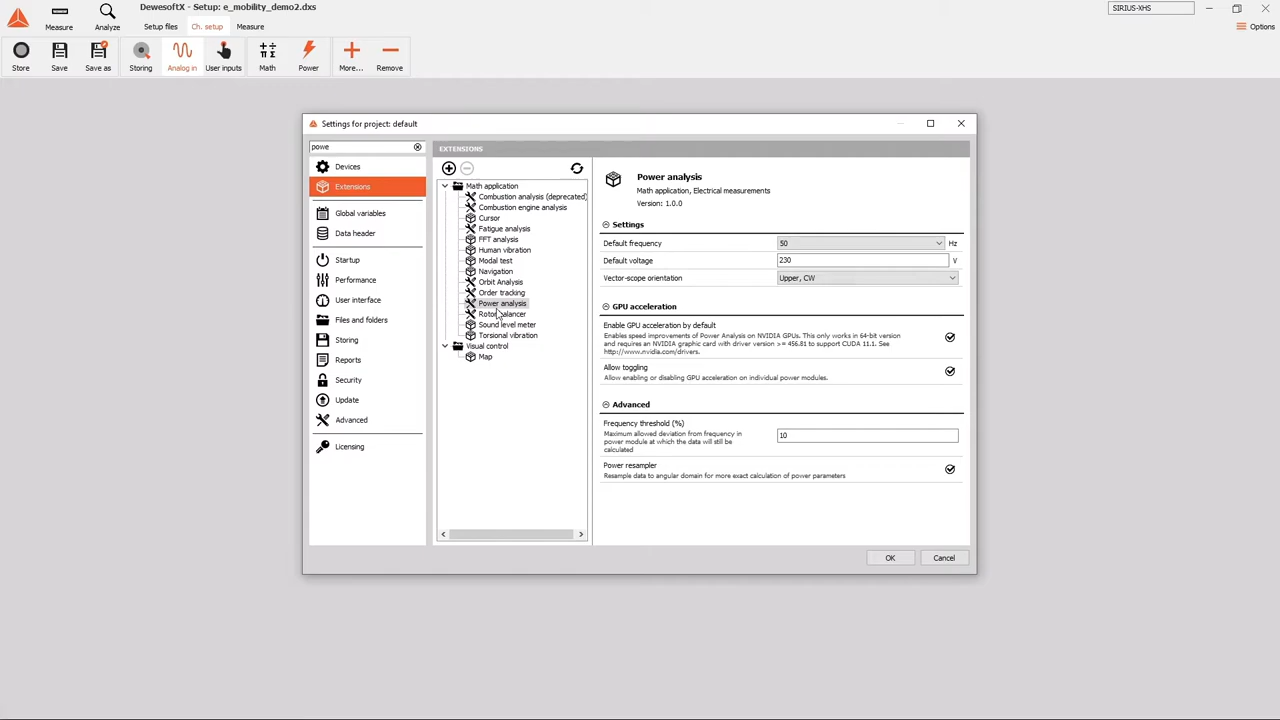 DewesoftX - Setup: e_mobility_demo2.dxs
SIRIUS-XHS
Measure
Analyze
Setup files
Ch. setup
Measure
Options
Store
Save
Save as
Storing
Analog in
User inputs
Math
Power
More...
Remove
Settings for project: default
powe
Devices
Extensions
Global variables
Data header
Startup
Performance
User interface
Files and folders
Storing
Reports
Security
Update
Advanced
Licensing
EXTENSIONS
Math application
Combustion analysis (deprecated)
Combustion engine analysis
Cursor
Fatigue analysis
FFT analysis
Human vibration
Modal test
Navigation
Orbit Analysis
Order tracking
Power analysis
Rotor balancer
Sound level meter
Torsional vibration
Visual control
Map
Power analysis
Math application, Electrical measurements
Version: 1.0.0
Settings
Default frequency 50 Hz
Default voltage 230 V
Vector-scope orientation Upper, CW
GPU acceleration
Enable GPU acceleration by default
Enables speed improvements of Power Analysis on NVIDIA GPUs. This only works in 64-bit version
and requires an NVIDIA graphic card with driver version >= 456.81 to support CUDA 11.1. See
http://www.nvidia.com/drivers.
Allow toggling
Allow enabling or disabling GPU acceleration on individual power modules.
Advanced
Frequency threshold (%)
Maximum allowed deviation from frequency in
power module at which the data will still be
calculated
10
Power resampler
Resample data to angular domain for more exact calculation of power parameters
OK
Cancel